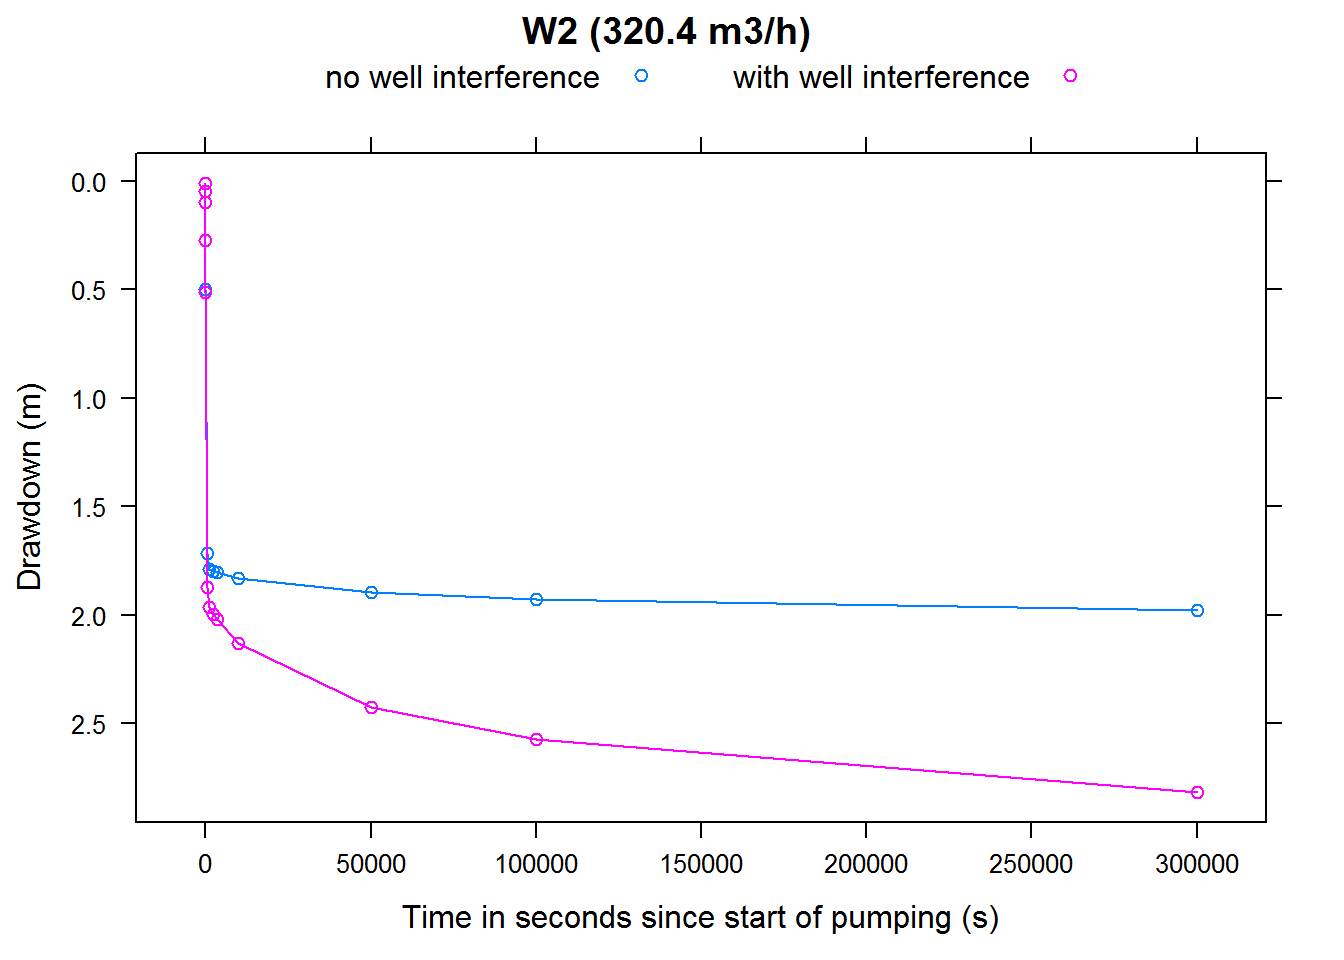 W2 (320.4 m3/h)
no well interference with well interference
0.0
0.5
1.0
1.5
2.0
2.5
Drawdown (m)
0 50000 100000 150000 200000 250000 300000
Time in seconds since start of pumping (s)